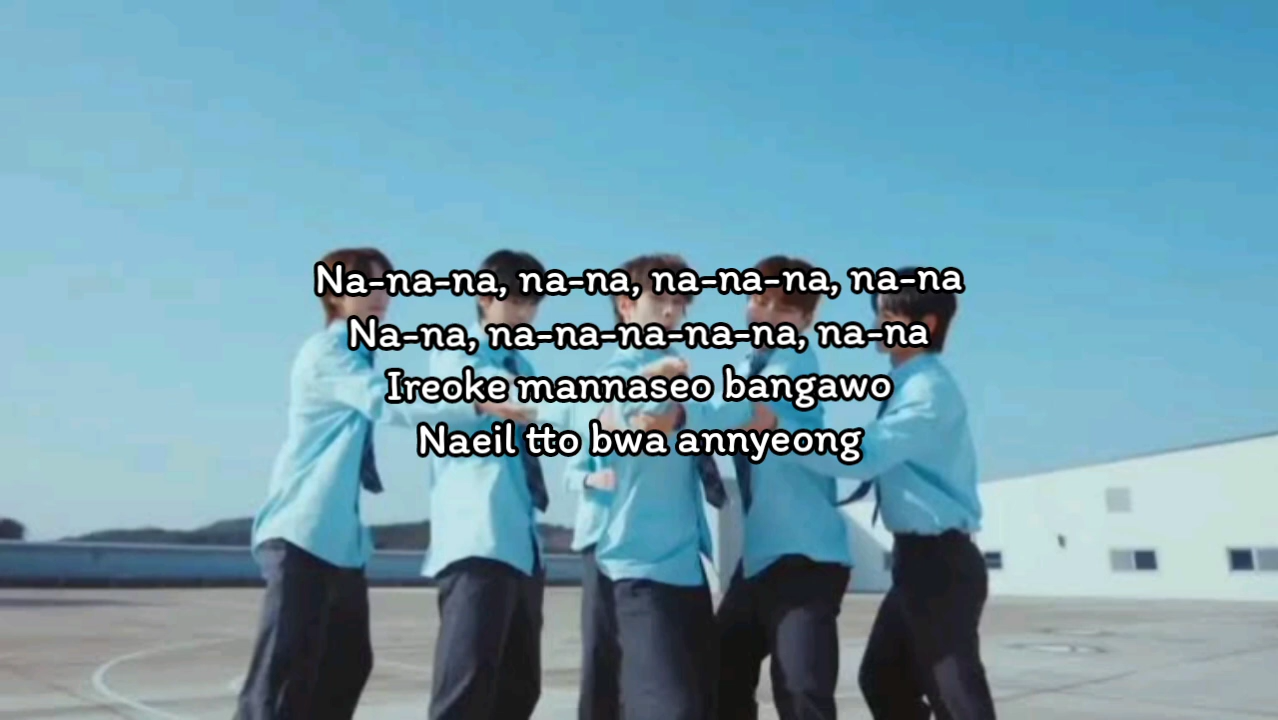 Na-na-na, na-na, na-na-na, na-na
Na-na, na-na-na-na-na, na-na
Ireoke mannaseo bangawo
Naeil tto bwa annyeong